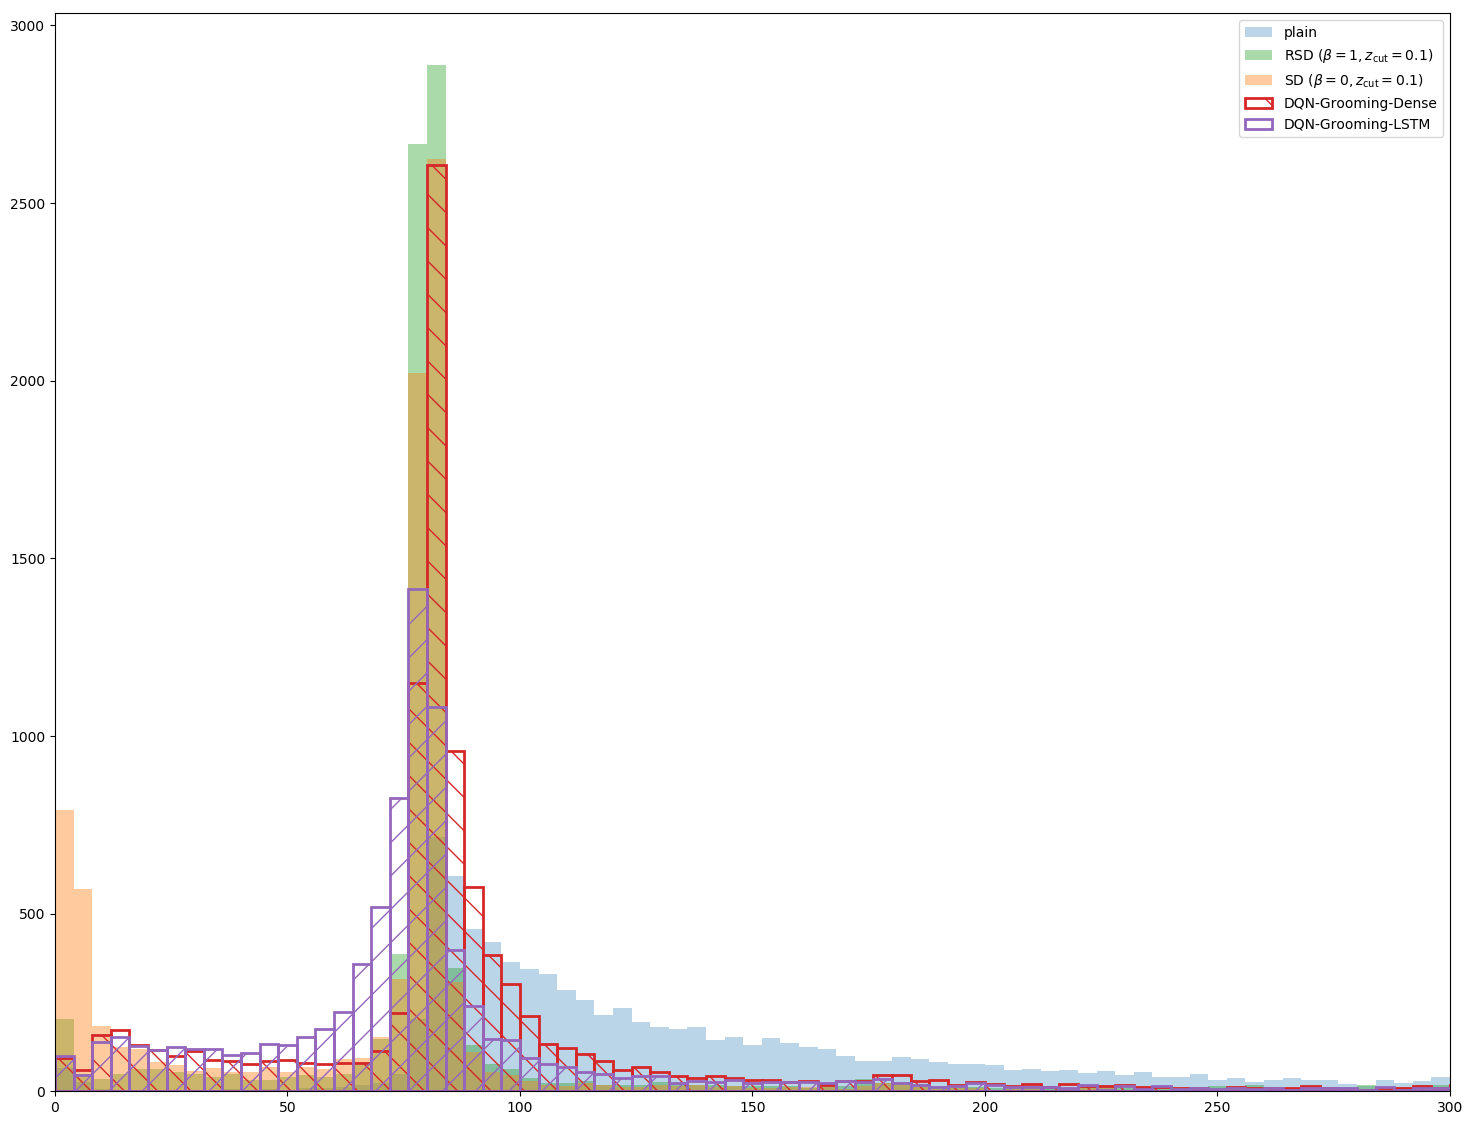 3000
2500
2000
1500
1000
500
0
0 50 100 150 200 250 300
plain
RSD (β = 1, z_cut = 0.1)
SD (β = 0, z_cut = 0.1)
DQN-Grooming-Dense
DQN-Grooming-LSTM